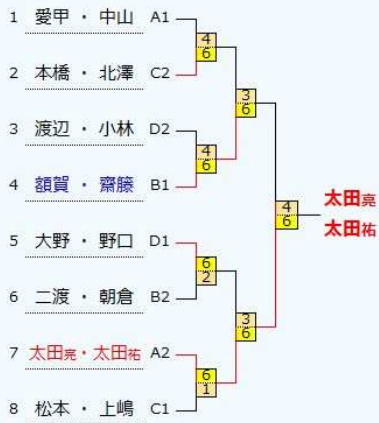 1 愛甲 ・ 中山 A1
4
6
2 本橋 ・ 北澤 C2
3
6
3 渡辺 ・ 小林 D2
4
6
4 額賀 ・ 齋藤 B1
4
6
太田亮
太田祐
5 大野 ・ 野口 D1
6
2
6 二渡 ・ 朝倉 B2
3
6
7 太田亮・太田祐 A2
6
1
8 松本 ・ 上嶋 C1